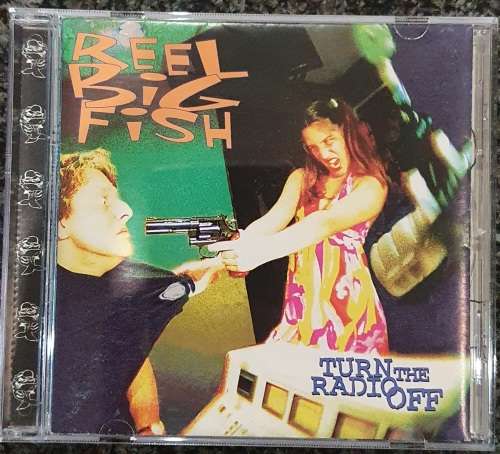 REEL
BiG
FiSH
TURN THE
RADIO OFF